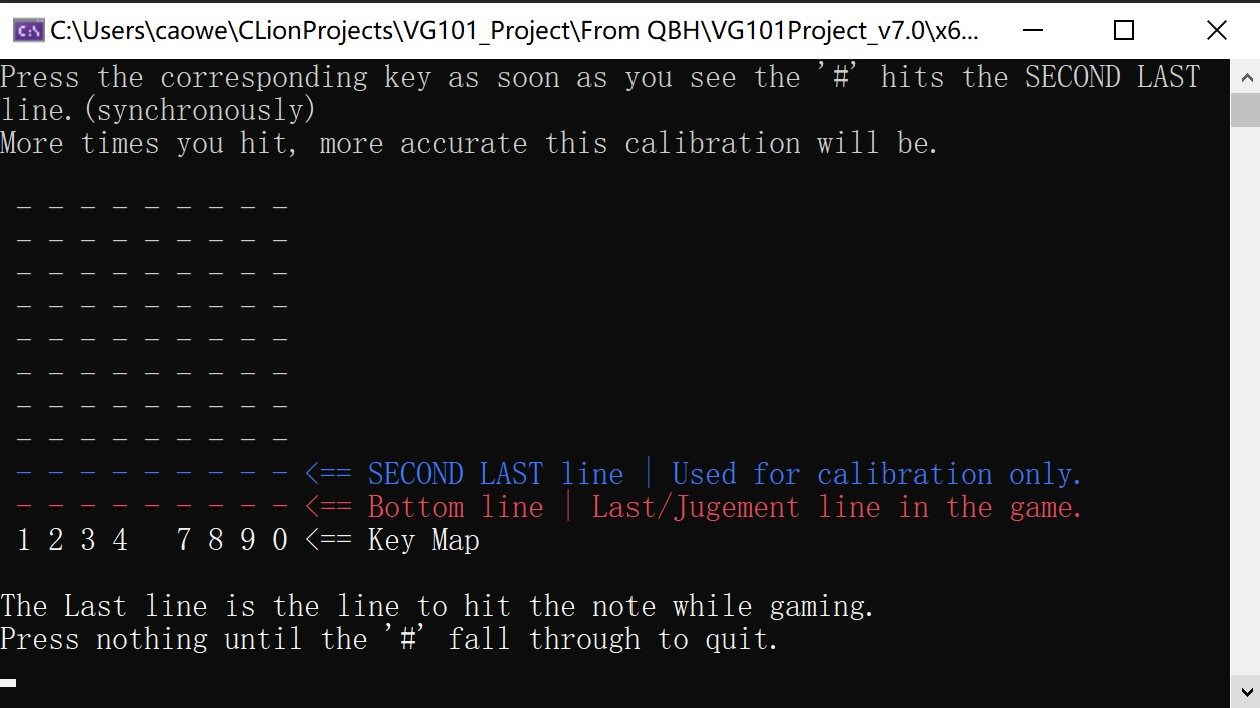 C:\Users\caowe\CLionProjects\VG101_Project\From QBH\VG101Project_v7.0\x6...
Press the corresponding key as soon as you see the '#' hits the SECOND LAST
line.(synchronously)
More times you hit, more accurate this calibration will be.
- - - - - - - - -
- - - - - - - - -
- - - - - - - - -
- - - - - - - - -
- - - - - - - - -
- - - - - - - - -
- - - - - - - - -
- - - - - - - - -
- - - - - - - - - <== SECOND LAST line | Used for calibration only.
- - - - - - - - - <== Bottom line | Last/Jugement line in the game.
1 2 3 4   7 8 9 0 <== Key Map
The Last line is the line to hit the note while gaming.
Press nothing until the '#' fall through to quit.